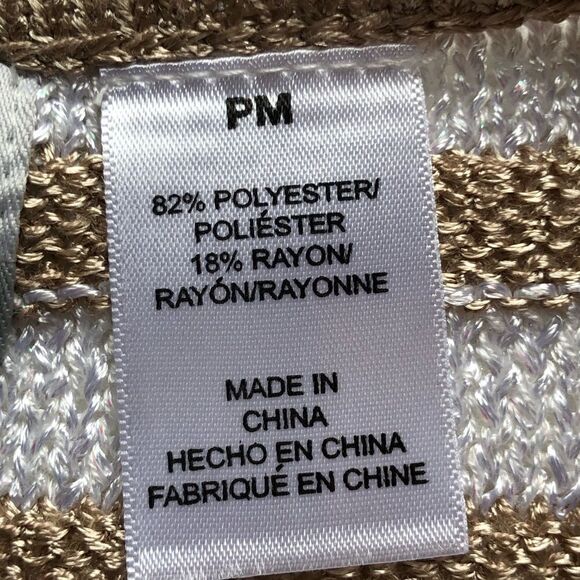 PM
82% POLYESTER/
POLIÉSTER
18% RAYON/
RAYÓN/RAYONNE
MADE IN
CHINA
HECHO EN CHINA
FABRIQUÉ EN CHINE